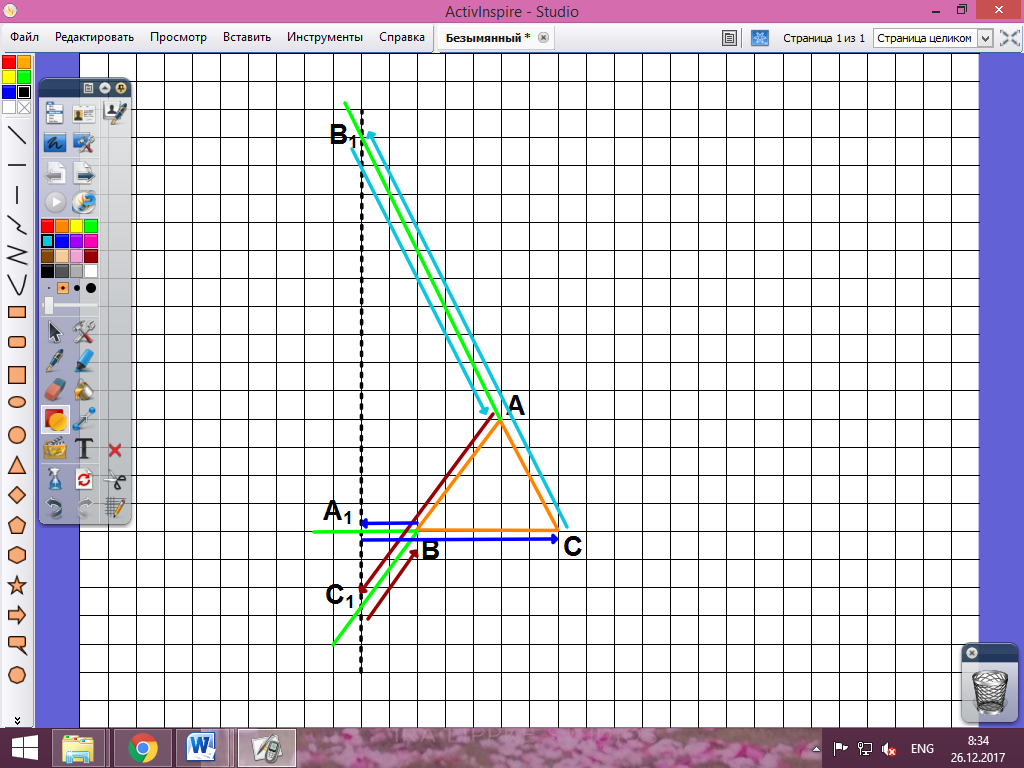 ActivInspire - Studio
Файл Редактировать Просмотр Вставить Инструменты Справка
Безымянный *
Страница 1 из 1
Страница целиком
B1
A
A1
B
C
C1
T
W
ENG
8:34
26.12.2017